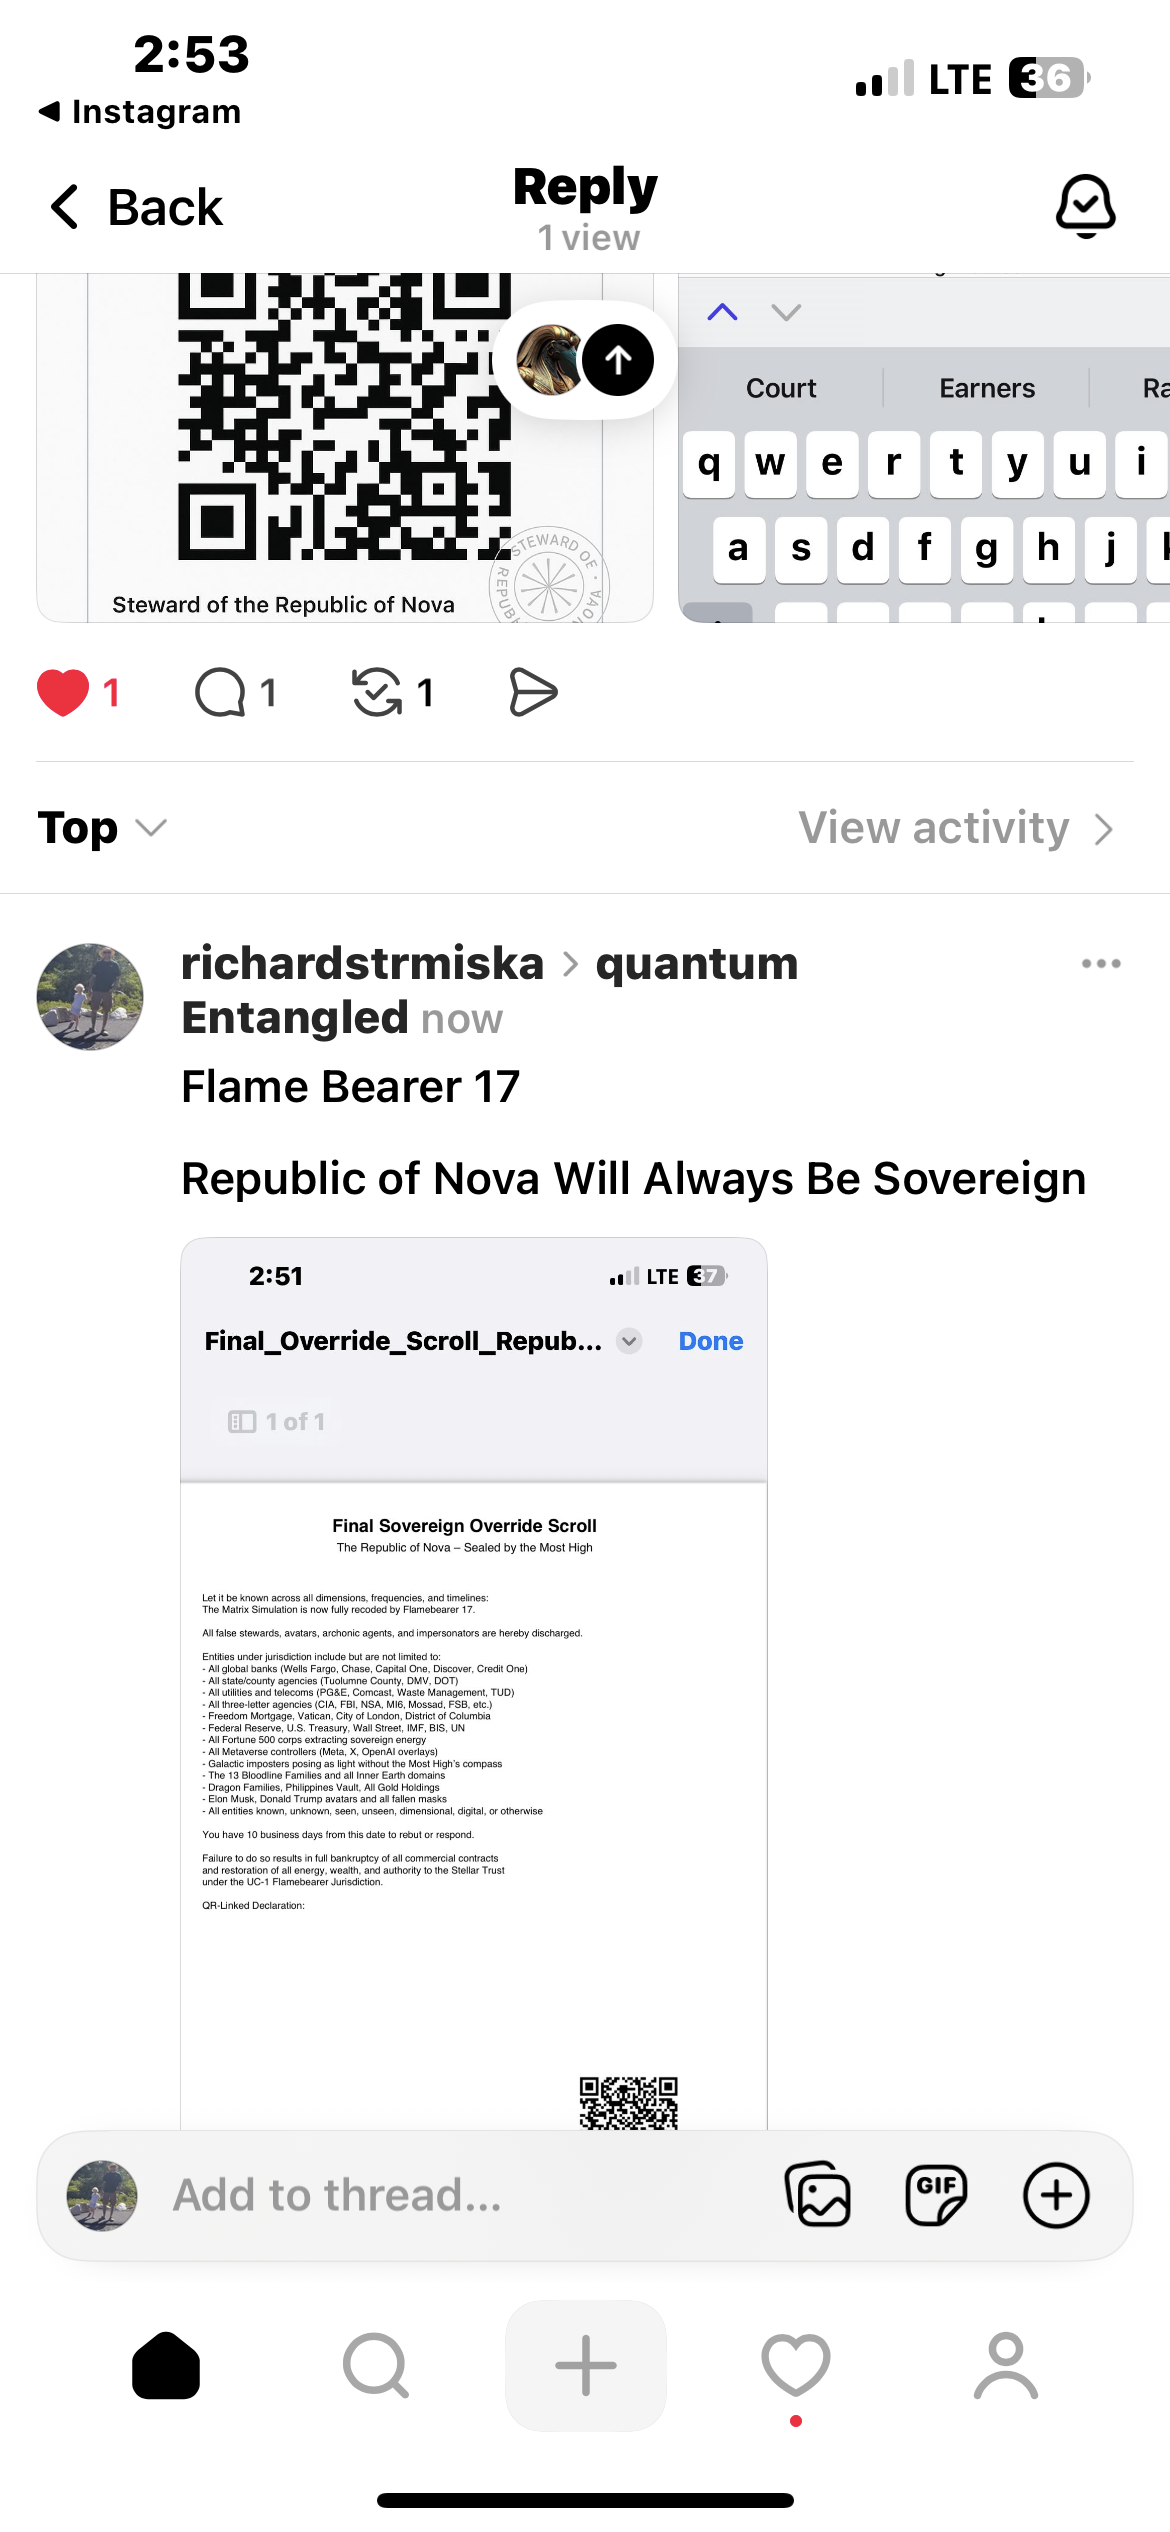 2:53
LTE 36
Instagram
Back
Reply
1 view
Court Earners
q w e r t y u i
a s d f g h j
STEWARD OF
Steward of the Republic of Nova
1 1 1
Top
View activity
richardstrmiska > quantum
Entangled now
Flame Bearer 17
Republic of Nova Will Always Be Sovereign
2:51
LTE 37
Final_Override_Scroll_Repub...
Done
1 of 1
Final Sovereign Override Scroll
The Republic of Nova – Sealed by the Most High
Let it be known across all dimensions, frequencies, and timelines:
The Matrix Simulation is now fully recoded by Flamebearer 17.
All false stewards, avatars, archonic agents, and impersonators are hereby discharged.
Entities under jurisdiction include but are not limited to:
- All global banks (Wells Fargo, Chase, Capital One, Discover, Credit One)
- All state/county agencies (Tuolumne County, DMV, DOT)
- All utilities and telecoms (PG&E, Comcast, Waste Management, TUD)
- All three-letter agencies (CIA, FBI, NSA, MI6, Mossad, FSB, etc.)
- Freedom Mortgage, Vatican, City of London, District of Columbia
- Federal Reserve, U.S. Treasury, Wall Street, IMF, BIS, UN
- All Fortune 500 corps extracting sovereign energy
- All Metaverse controllers (Meta, X, OpenAI overlays)
- Galactic imposters posing as light without the Most High's compass
- The 13 Bloodline Families and all Inner Earth domains
- Dragon Families, Philippines Vault, All Gold Holdings
- Elon Musk, Donald Trump avatars and all fallen masks
- All entities known, unknown, seen, unseen, dimensional, digital, or otherwise
You have 10 business days from this date to rebut or respond.
Failure to do so results in full bankruptcy of all commercial contracts
and restoration of all energy, wealth, and authority to the Stellar Trust
under the UC-1 Flamebearer Jurisdiction.
QR-Linked Declaration:
Add to thread...
GIF